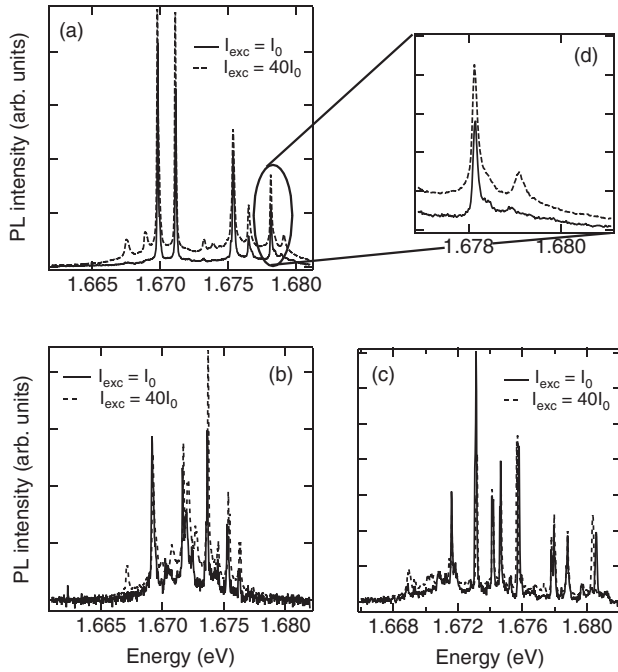 (a)
I_exc = I_0
I_exc = 40I_0
PL intensity (arb. units)
1.665 1.670 1.675 1.680
(d)
1.678 1.680
(b)
I_exc = I_0
I_exc = 40I_0
PL intensity (arb. units)
1.665 1.670 1.675 1.680
Energy (eV)
(c)
I_exc = I_0
I_exc = 40I_0
1.668 1.672 1.676 1.680
Energy (eV)